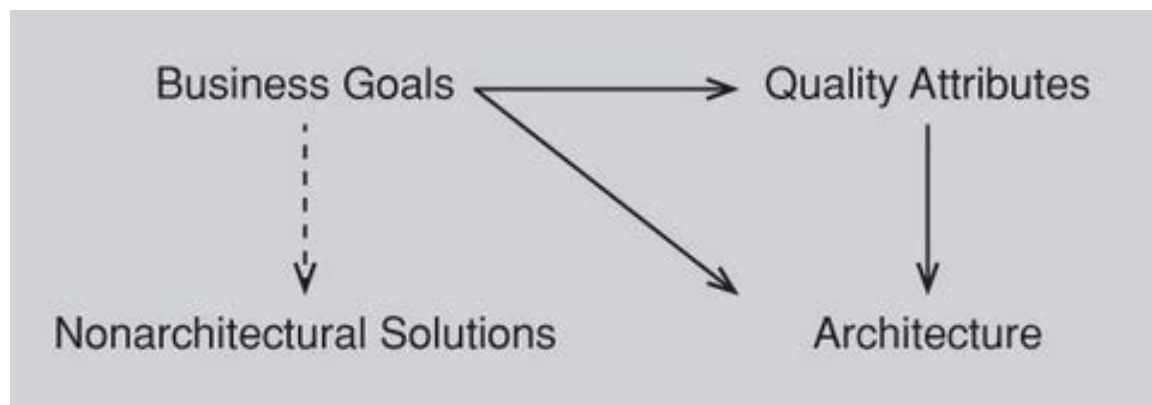 Business Goals
Quality Attributes
Nonarchitectural Solutions
Architecture